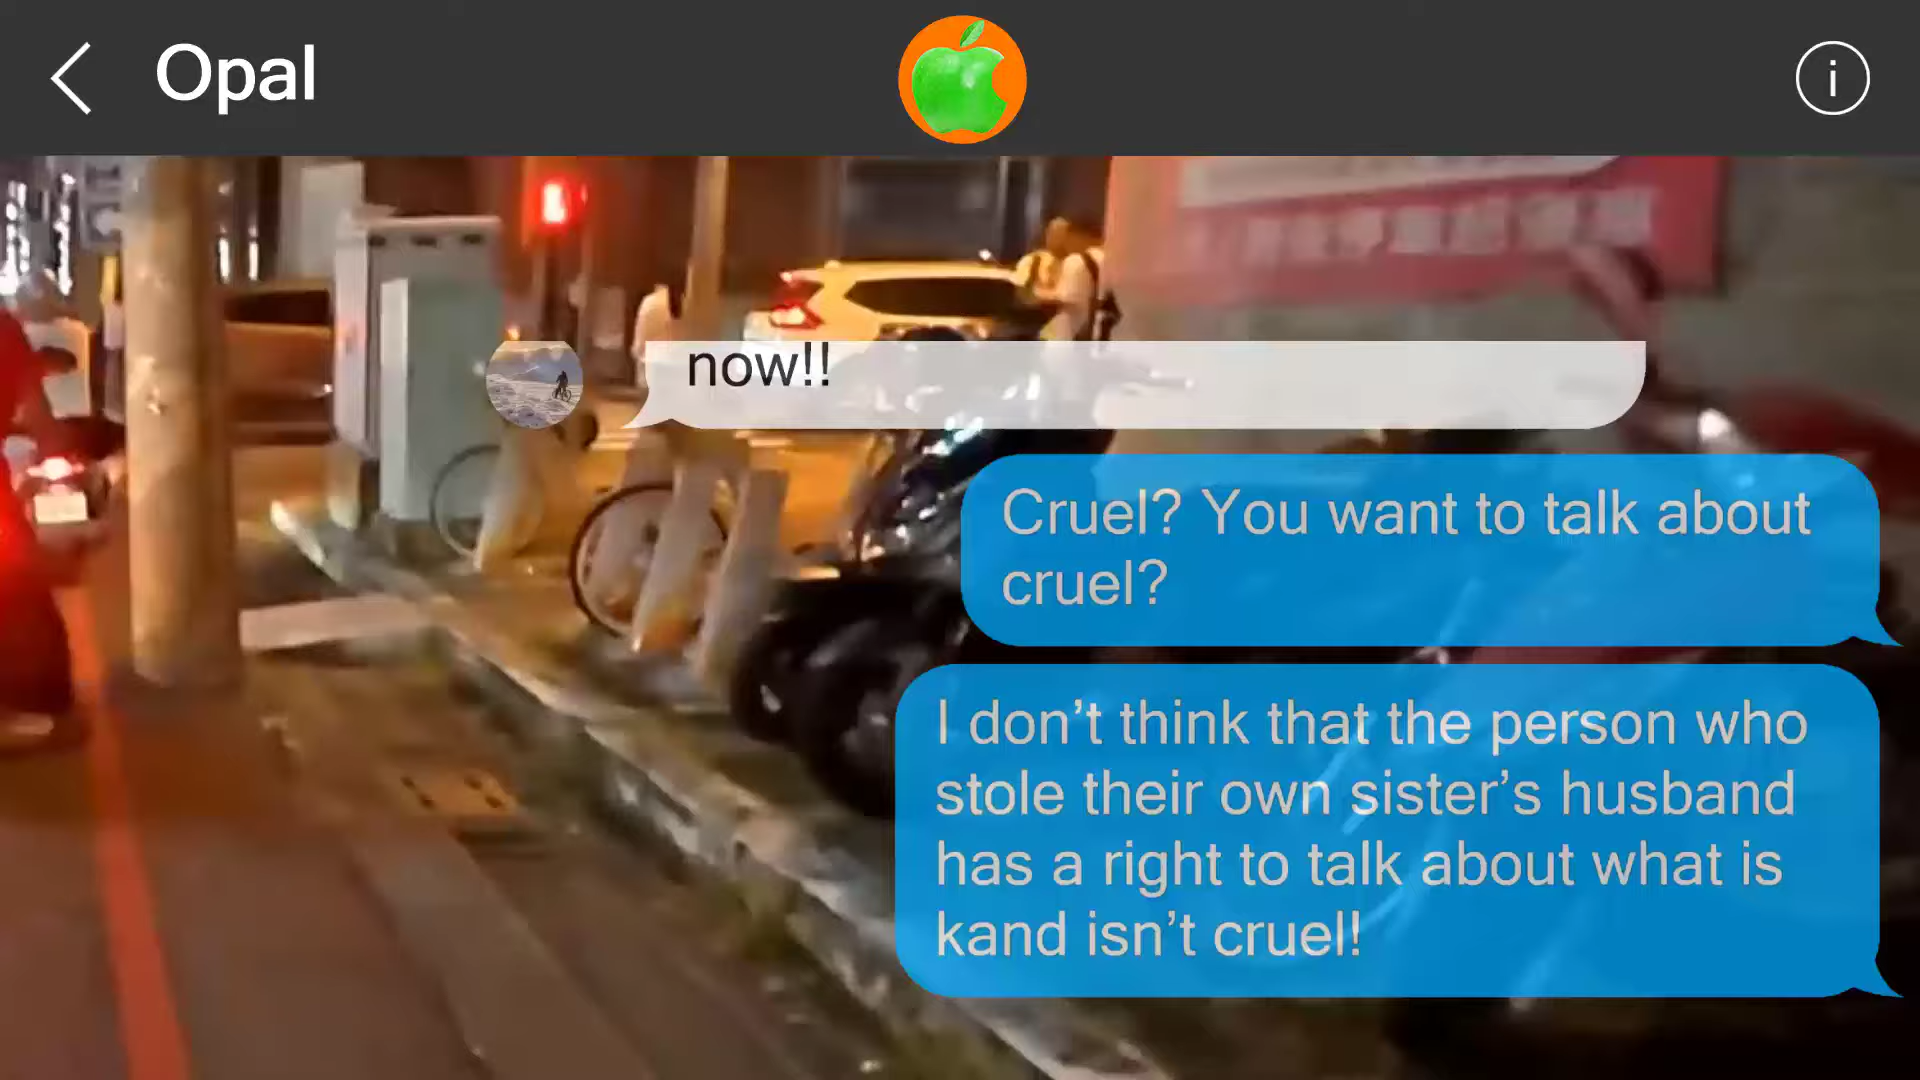 Opal
now!!
Cruel? You want to talk about
cruel?
I don’t think that the person who
stole their own sister’s husband
has a right to talk about what is
kand isn’t cruel!